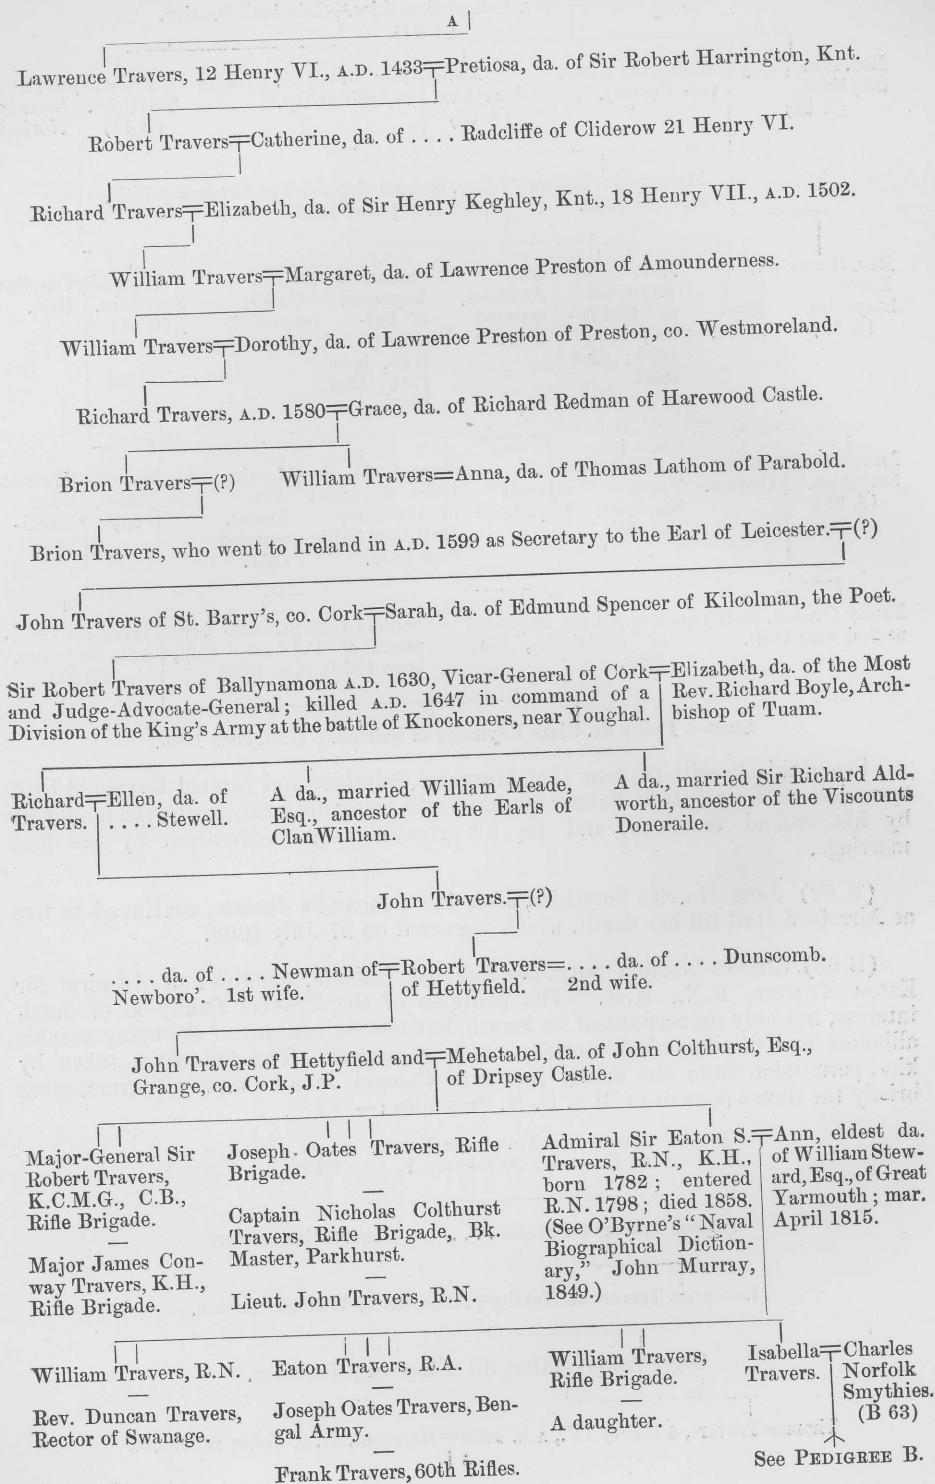 A
Lawrence Travers, 12 Henry VI., A.D. 1433=Pretiosa, da. of Sir Robert Harrington, Knt.
Robert Travers=Catherine, da. of . . . . Radcliffe of Cliderow 21 Henry VI.
Richard Travers=Elizabeth, da. of Sir Henry Keghley, Knt., 18 Henry VII., A.D. 1502.
William Travers=Margaret, da. of Lawrence Preston of Amounderness.
William Travers=Dorothy, da. of Lawrence Preston of Preston, co. Westmoreland.
Richard Travers, A.D. 1580=Grace, da. of Richard Redman of Harewood Castle.
Brion Travers=(?) William Travers=Anna, da. of Thomas Lathom of Parabold.
Brion Travers, who went to Ireland in A.D. 1599 as Secretary to the Earl of Leicester.=(?)
John Travers of St. Barry's, co. Cork=Sarah, da. of Edmund Spencer of Kilcolman, the Poet.
Sir Robert Travers of Ballynamona A.D. 1630, Vicar-General of Cork
and Judge-Advocate-General; killed A.D. 1647 in command of a
Division of the King's Army at the battle of Knockoners, near Youghal.
=Elizabeth, da. of the Most
Rev. Richard Boyle, Arch-
bishop of Tuam.
Richard
Travers.
=Ellen, da. of
. . . . Stewell.
A da., married William Meade,
Esq., ancestor of the Earls of
ClanWilliam.
A da., married Sir Richard Ald-
worth, ancestor of the Viscounts
Doneraile.
John Travers.=(?)
. . . . da. of . . . . Newman of
Newboro'. 1st wife.
=Robert Travers=
of Hettyfield.
. . . . da. of . . . . Dunscomb.
2nd wife.
John Travers of Hettyfield and
Grange, co. Cork, J.P.
=Mehetabel, da. of John Colthurst, Esq.,
of Dripsey Castle.
Major-General Sir
Robert Travers,
K.C.M.G., C.B.,
Rifle Brigade.
—
Major James Con-
way Travers, K.H.,
Rifle Brigade.
Joseph Oates Travers, Rifle
Brigade.
—
Captain Nicholas Colthurst
Travers, Rifle Brigade, Bk.
Master, Parkhurst.
—
Lieut. John Travers, R.N.
Admiral Sir Eaton S.
Travers, R.N., K.H.,
born 1782; entered
R.N. 1798; died 1858.
(See O'Byrne's "Naval
Biographical Diction-
ary," John Murray,
1849.)
=Ann, eldest da.
of William Stew-
ard, Esq., of Great
Yarmouth; mar.
April 1815.
William Travers, R.N.
—
Rev. Duncan Travers,
Rector of Swanage.
Eaton Travers, R.A.
—
Joseph Oates Travers, Ben-
gal Army.
—
Frank Travers, 60th Rifles.
William Travers,
Rifle Brigade.
—
A daughter.
Isabella
Travers.
=Charles
Norfolk
Smythies.
(B 63)
See PEDIGREE B.